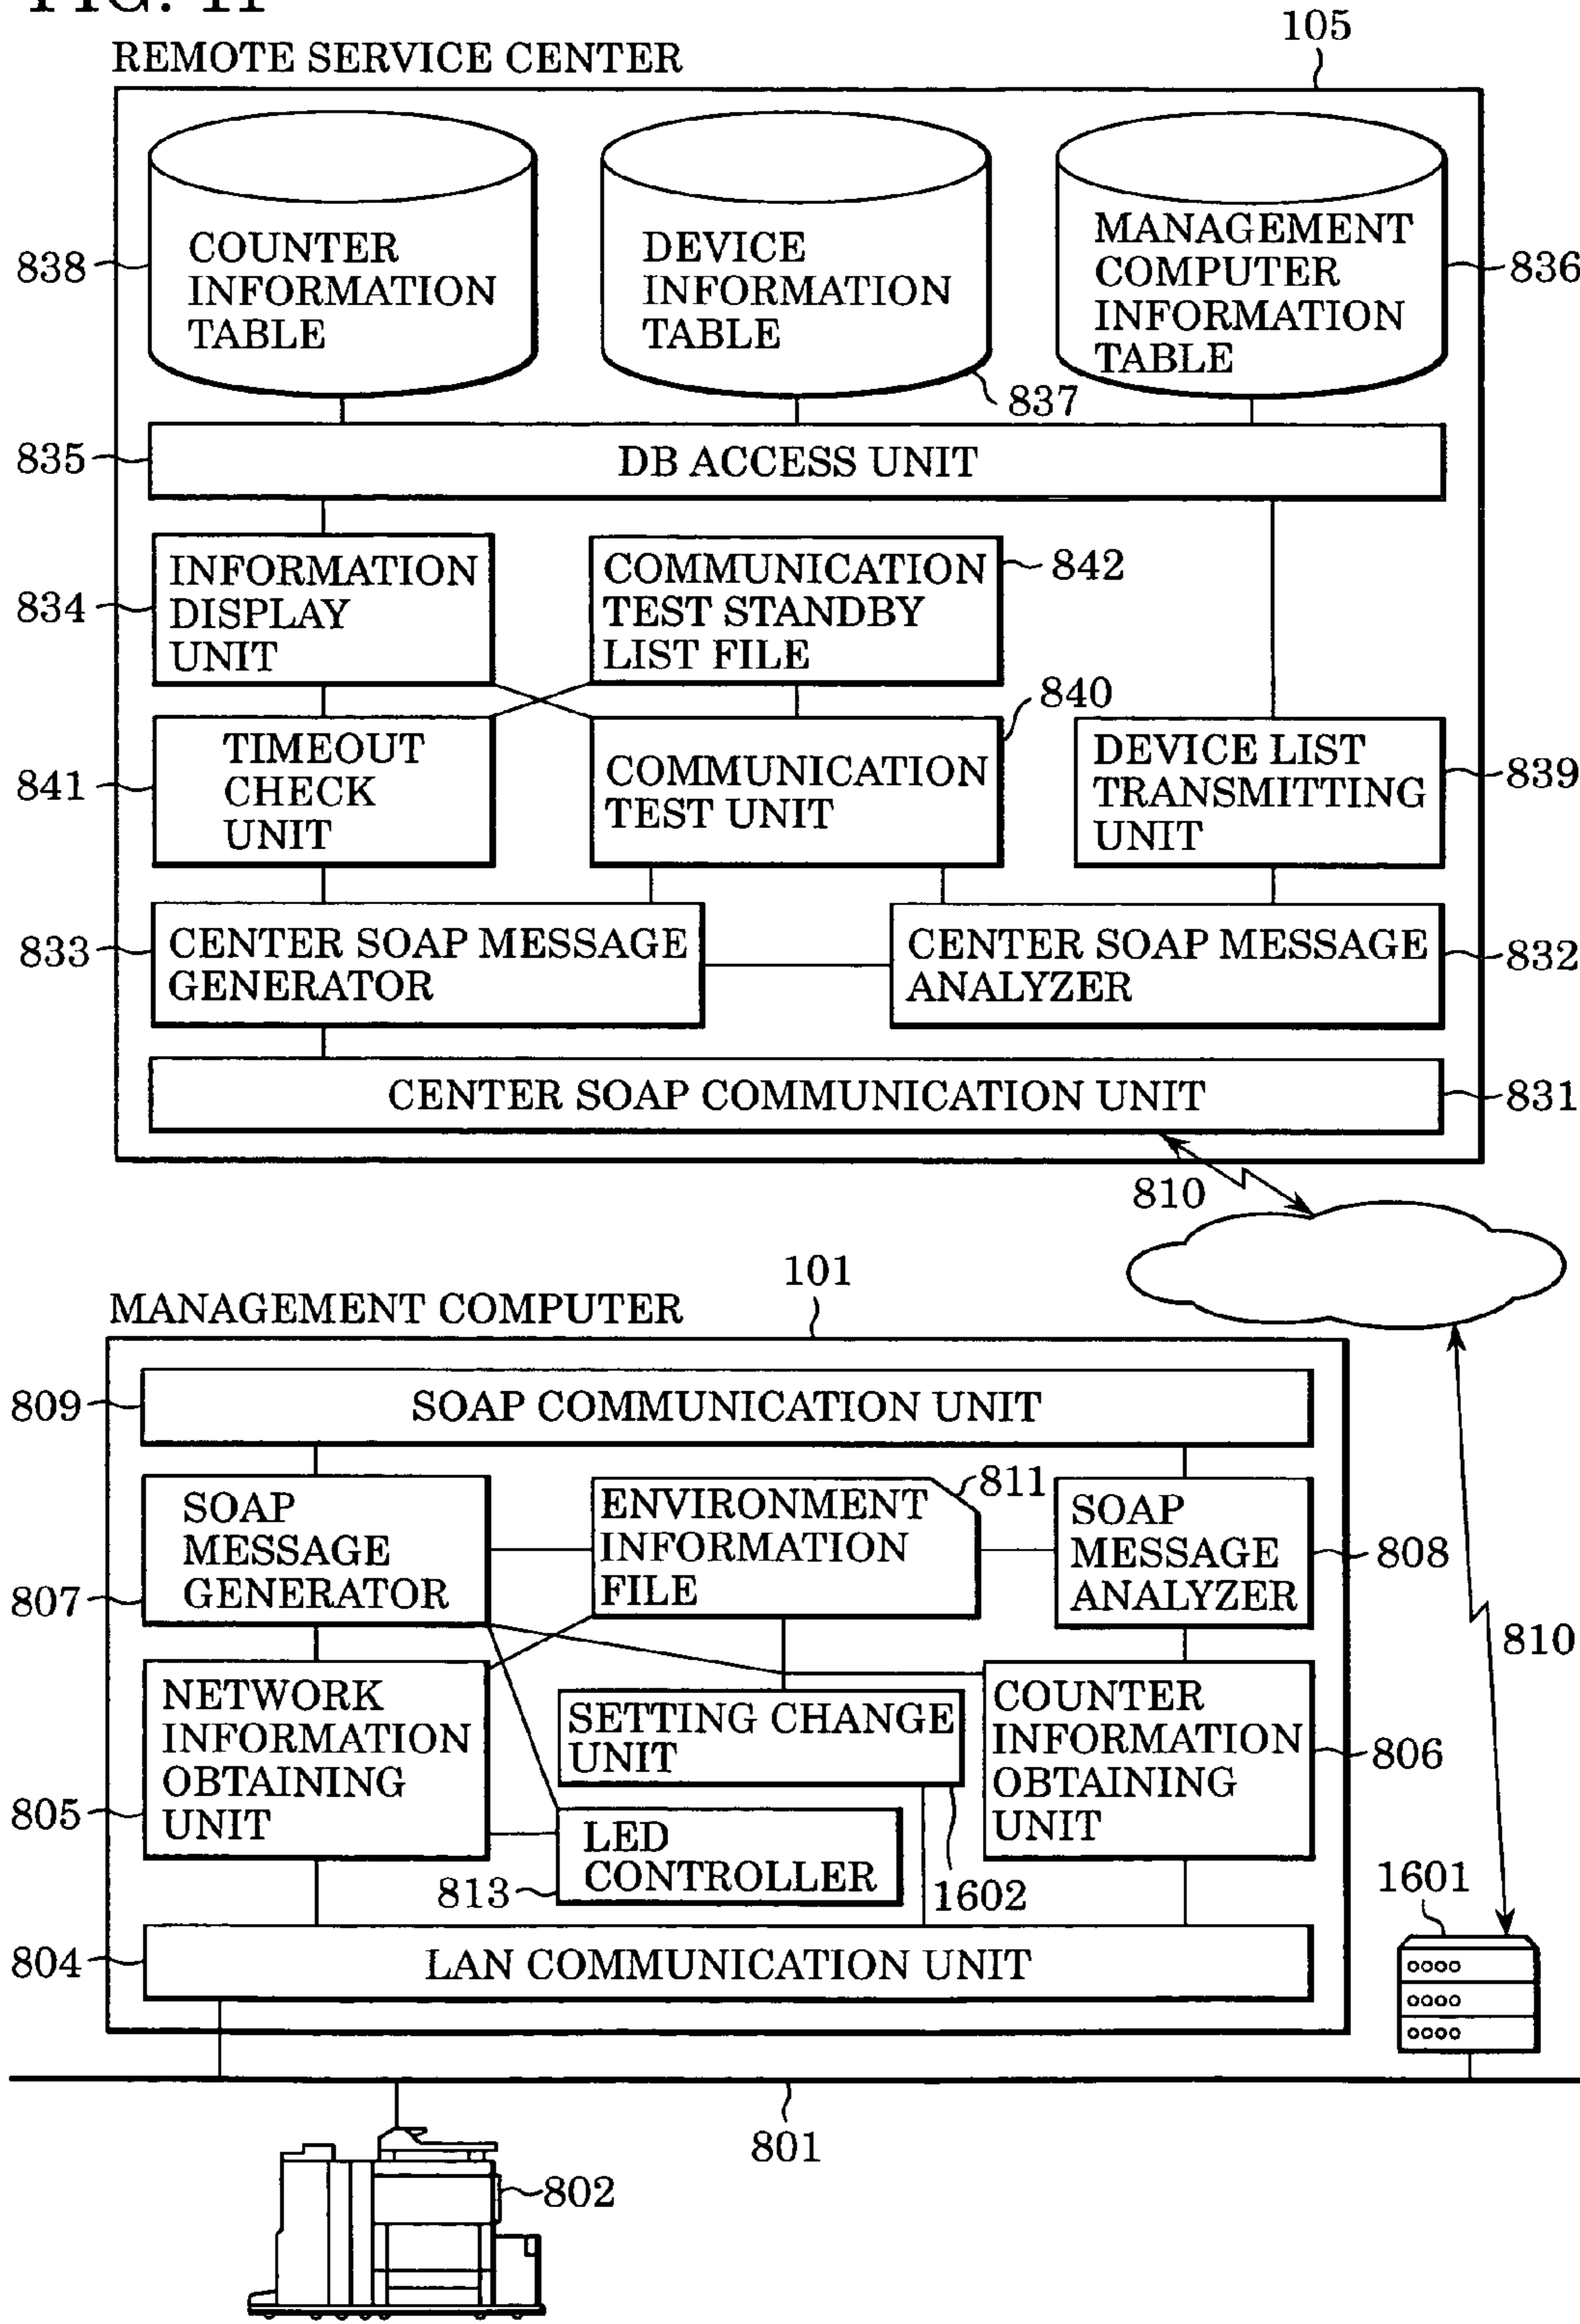 FIG. 11
105
REMOTE SERVICE CENTER
838
COUNTER
INFORMATION
TABLE
DEVICE
INFORMATION
TABLE
837
MANAGEMENT
COMPUTER
INFORMATION
TABLE
836
835
DB ACCESS UNIT
834
INFORMATION
DISPLAY
UNIT
COMMUNICATION
TEST STANDBY
LIST FILE
842
841
TIMEOUT
CHECK
UNIT
COMMUNICATION
TEST UNIT
840
DEVICE LIST
TRANSMITTING
UNIT
839
833
CENTER SOAP MESSAGE
GENERATOR
CENTER SOAP MESSAGE
ANALYZER
832
CENTER SOAP COMMUNICATION UNIT
831
810
101
MANAGEMENT COMPUTER
809
SOAP COMMUNICATION UNIT
807
SOAP
MESSAGE
GENERATOR
ENVIRONMENT
INFORMATION
FILE
811
SOAP
MESSAGE
ANALYZER
808
810
805
NETWORK
INFORMATION
OBTAINING
UNIT
SETTING CHANGE
UNIT
1602
COUNTER
INFORMATION
OBTAINING
UNIT
806
813
LED
CONTROLLER
1601
804
LAN COMMUNICATION UNIT
801
802